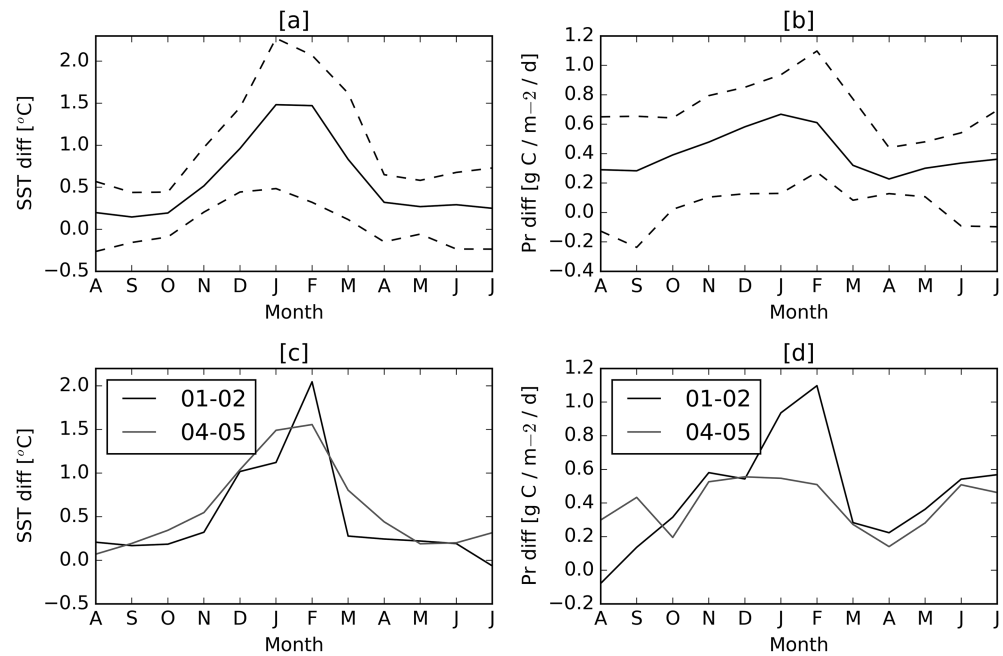 [a]
SST diff [°C]
2.0
1.5
1.0
0.5
0.0
−0.5
A S O N D J F M A M J J
Month
[b]
Pr diff [g C / m−2 / d]
1.2
1.0
0.8
0.6
0.4
0.2
0.0
−0.2
−0.4
A S O N D J F M A M J J
Month
[c]
SST diff [°C]
2.0
1.5
1.0
0.5
0.0
−0.5
01-02
04-05
A S O N D J F M A M J J
Month
[d]
Pr diff [g C / m−2 / d]
1.2
1.0
0.8
0.6
0.4
0.2
0.0
−0.2
01-02
04-05
A S O N D J F M A M J J
Month